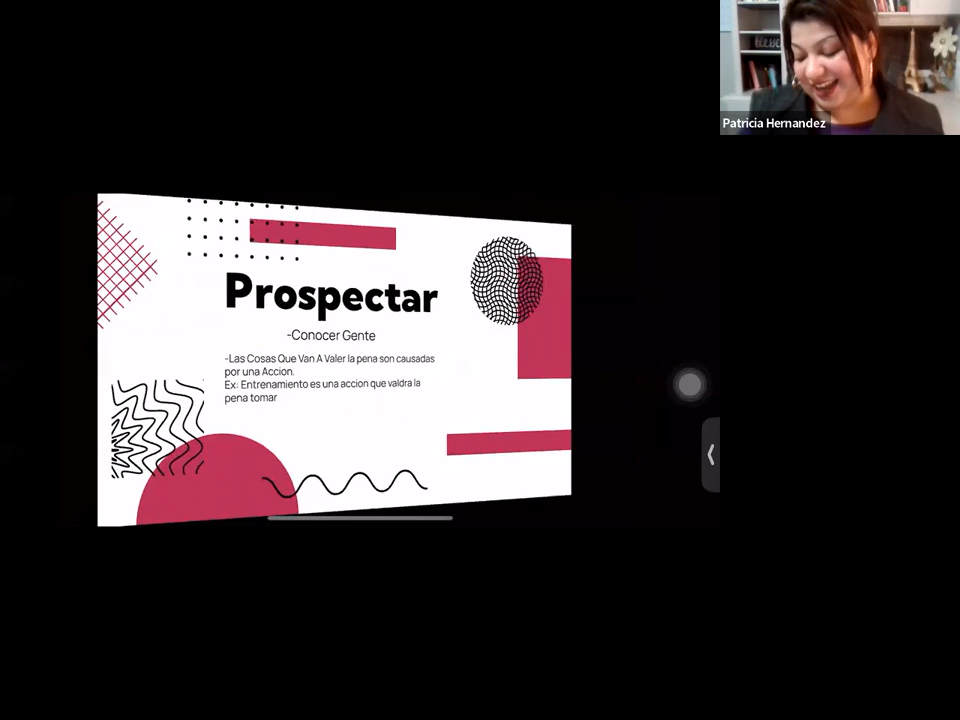 Patricia Hernandez
Prospectar
-Conocer Gente
-Las Cosas Que Van A Valer la pena son causadas
por una Accion.
Ex: Entrenamiento es una accion que valdra la
pena tomar